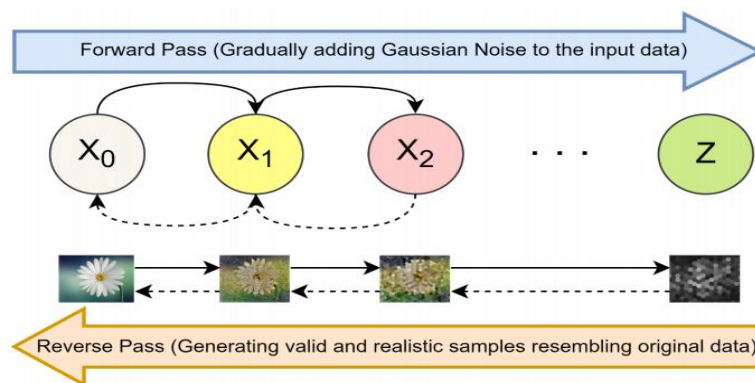 Forward Pass (Gradually adding Gaussian Noise to the input data)
X₀ X₁ X₂ . . . Z
Reverse Pass (Generating valid and realistic samples resembling original data)